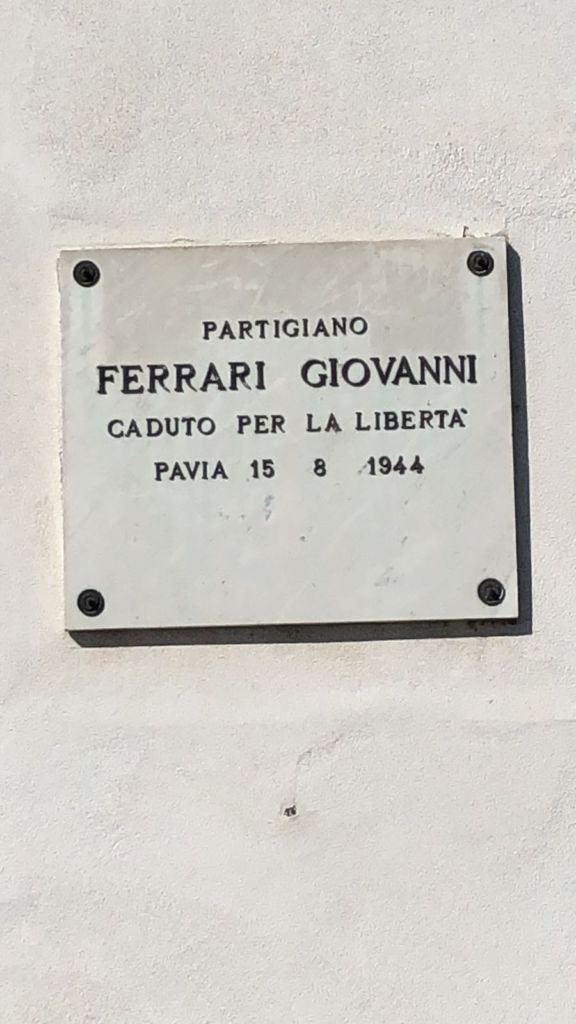 PARTIGIANO
FERRARI GIOVANNI
CADUTO PER LA LIBERTA'
PAVIA 15 8 1944